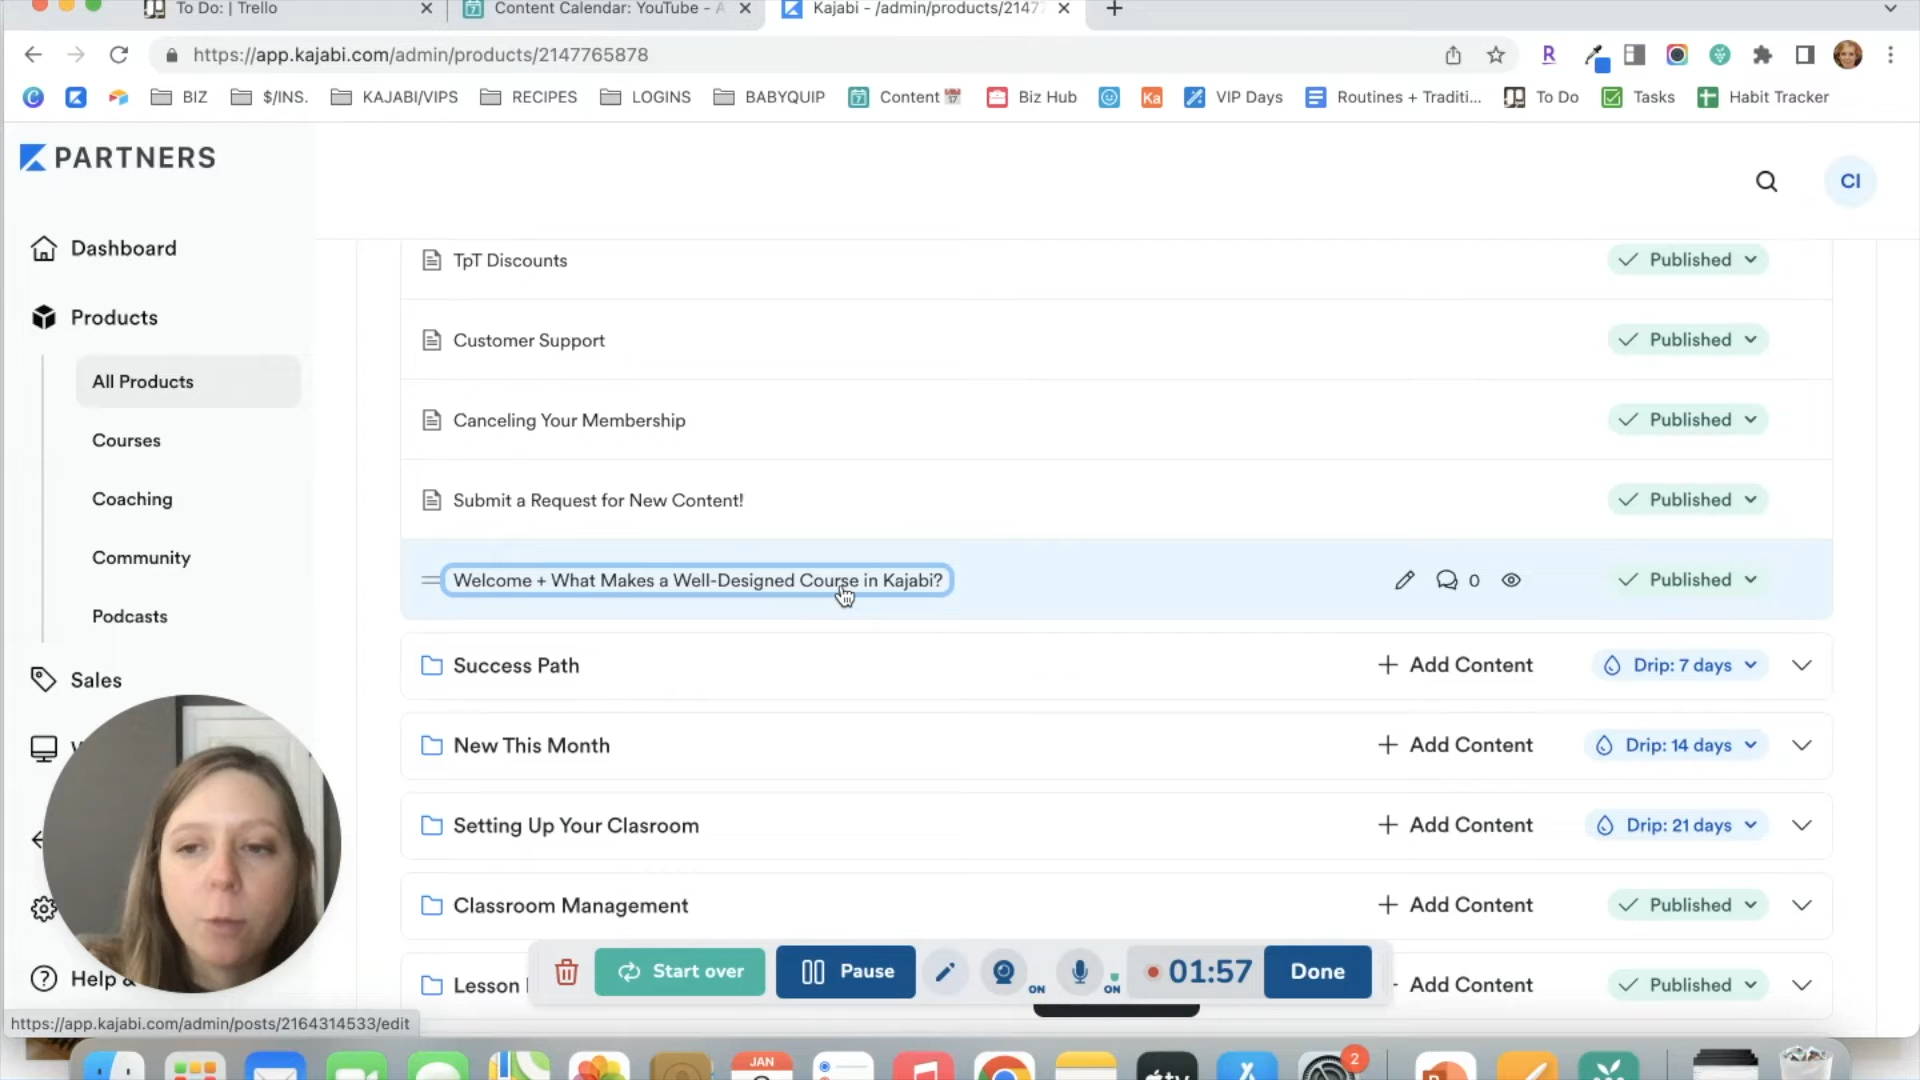 To Do: | Trello
Content Calendar: YouTube - A
Kajabi - /admin/products/2147
https://app.kajabi.com/admin/products/2147765878
BIZ
$/INS.
KAJABI/VIPS
RECIPES
LOGINS
BABYQUIP
Content
Biz Hub
Ka
VIP Days
Routines + Traditi...
To Do
Tasks
Habit Tracker
PARTNERS
CI
Dashboard
Products
All Products
Courses
Coaching
Community
Podcasts
Sales
Help &
TpT Discounts
Published
Customer Support
Published
Canceling Your Membership
Published
Submit a Request for New Content!
Published
Welcome + What Makes a Well-Designed Course in Kajabi?
0
Published
Success Path
Add Content
Drip: 7 days
New This Month
Add Content
Drip: 14 days
Setting Up Your Clasroom
Add Content
Drip: 21 days
Classroom Management
Add Content
Published
Lesson
Add Content
Published
Start over
Pause
ON
ON
01:57
Done
https://app.kajabi.com/admin/posts/2164314533/edit
JAN
2